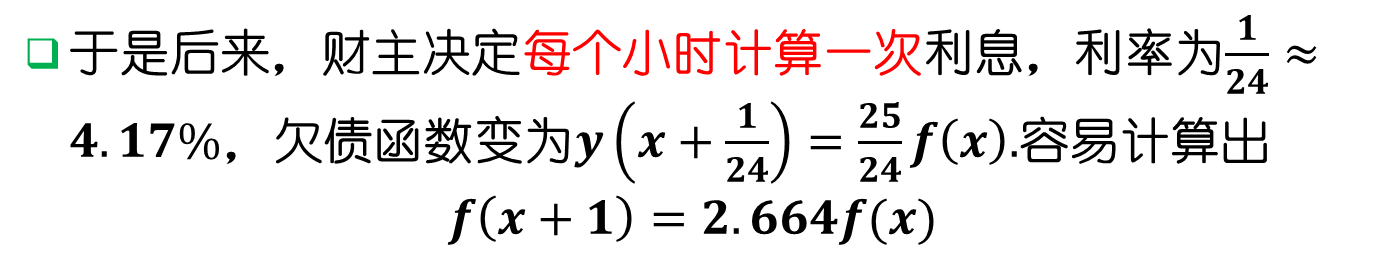 于是后来，财主决定每个小时计算一次利息，利率为1/24 ≈
4.17%，欠债函数变为y(x + 1/24) = 25/24 f(x).容易计算出
f(x + 1) = 2.664f(x)